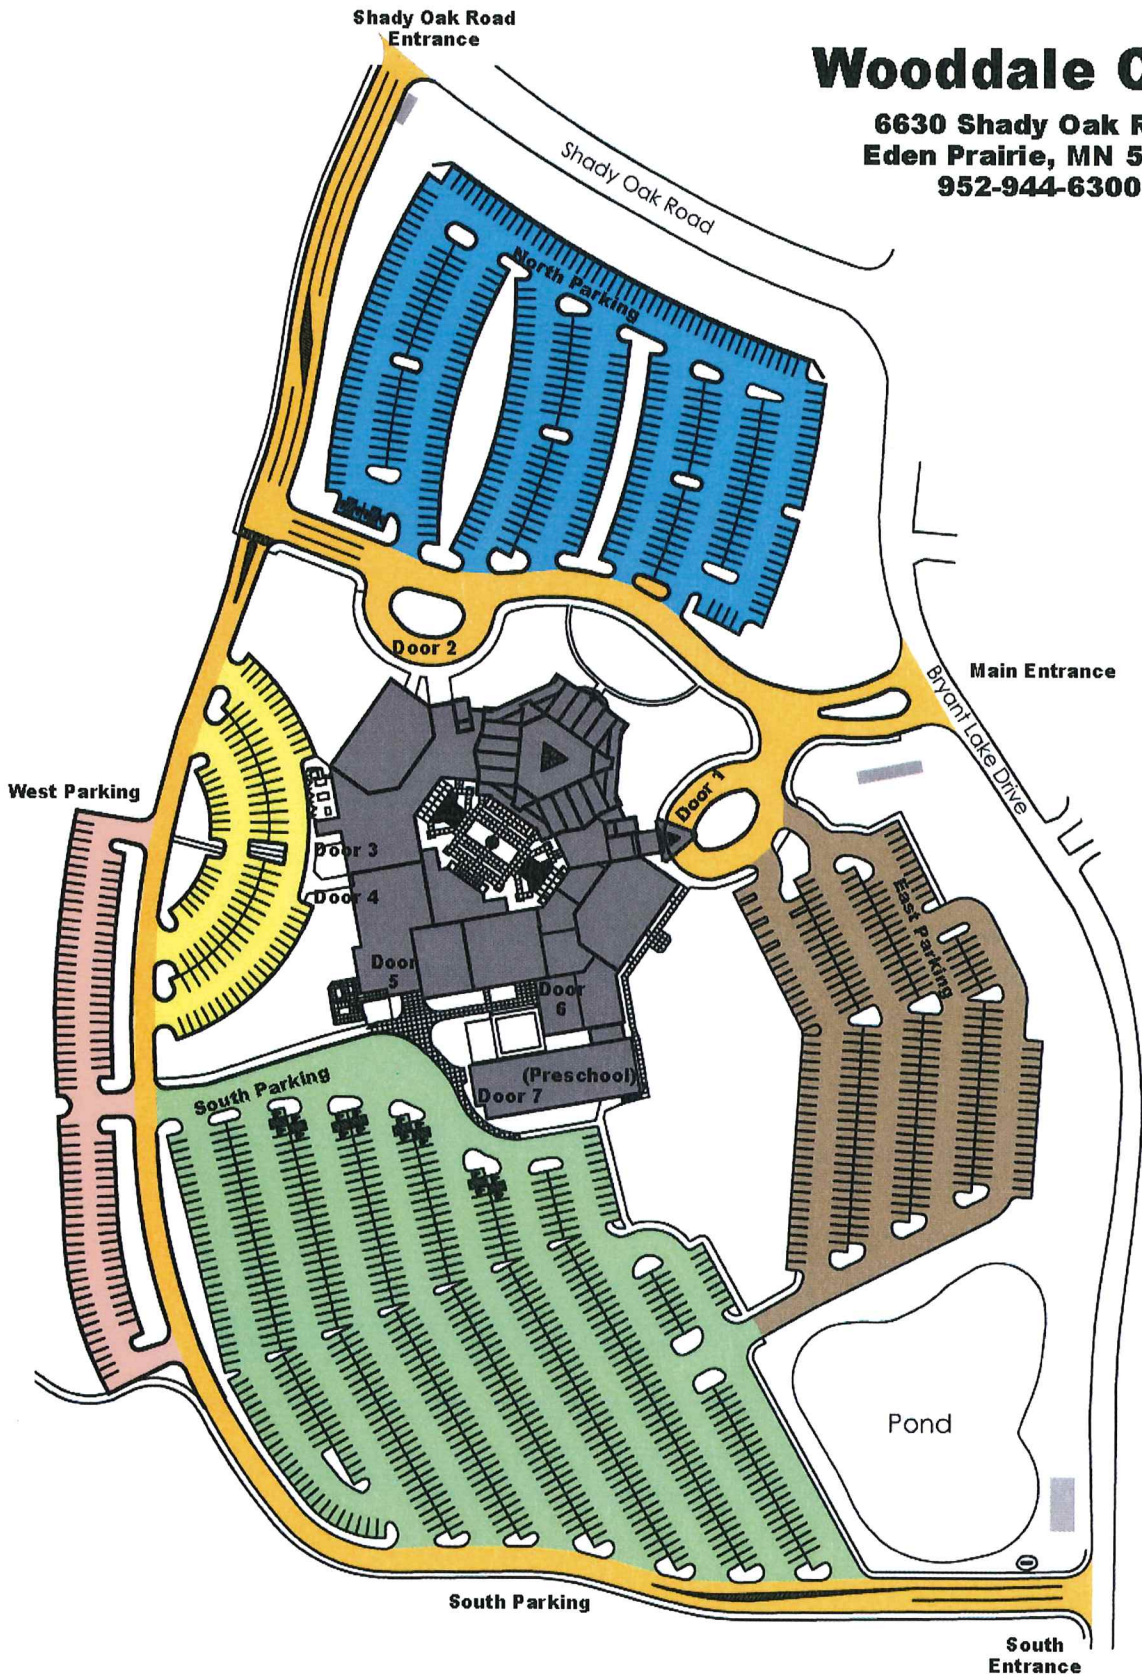 Shady Oak Road
Entrance
Wooddale
6630 Shady Oak
Eden Prairie, MN
952-944-6300
Shady Oak Road
North Parking
Door 2
Main Entrance
Bryant Lake Drive
Door 1
West Parking
Door 3
Door 4
East Parking
Door
5
Door
6
(Preschool)
Door 7
South Parking
Pond
South Parking
South
Entrance